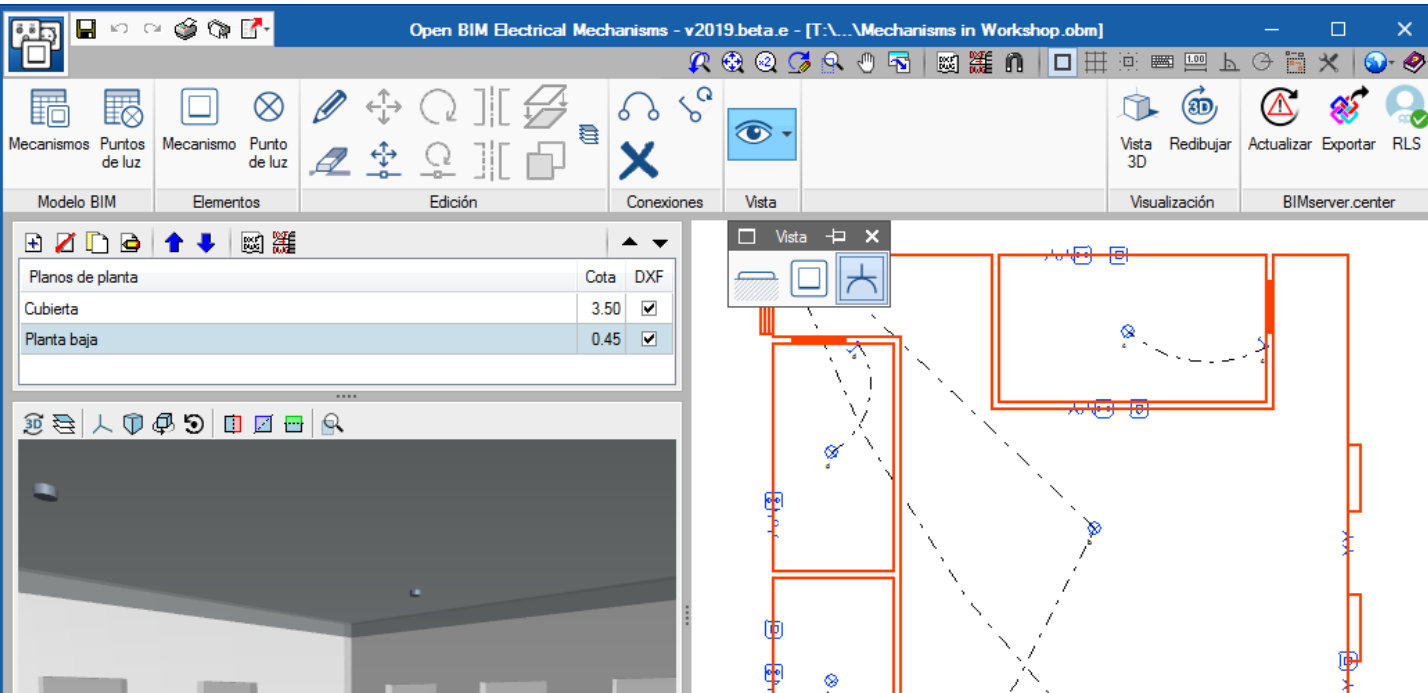 Open BIM Electrical Mechanisms - v2019.beta.e - [T:\...\Mechanisms in Workshop.obm]
Mecanismos
Puntos
de luz
Mecanismo
Punto
de luz
Vista
3D
Redibujar
Actualizar
Exportar
RLS
Modelo BIM
Elementos
Edición
Conexiones
Vista
Visualización
BIMserver.center
Vista
Planos de planta
Cota
DXF
Cubierta
3.50
Planta baja
0.45